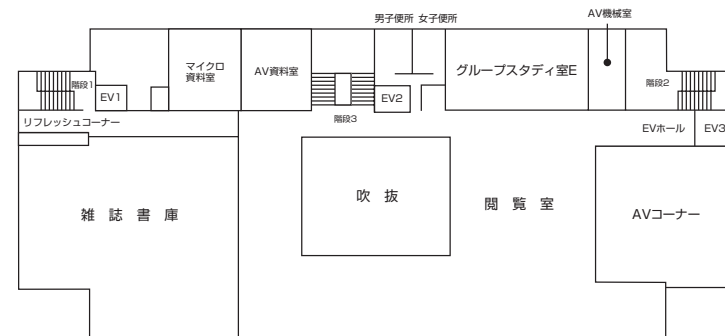 男子便所 女子便所
AV機械室
マイクロ
資料室
AV資料室
グループスタディ室E
階段1
EV1
EV2
階段2
階段3
リフレッシュコーナー
EVホール
EV3
雑誌書庫
吹抜
閲覧室
AVコーナー